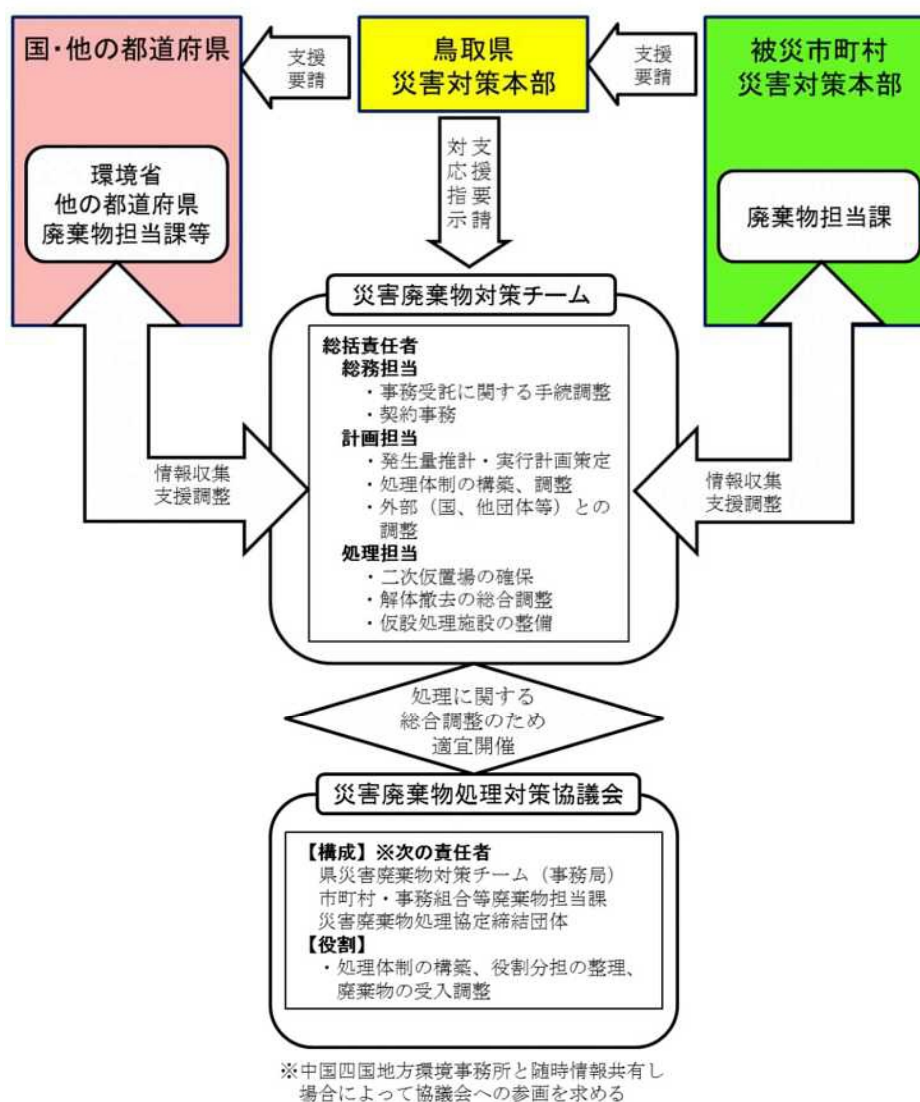 国・他の都道府県
支援
要請
鳥取県
災害対策本部
支援
要請
被災市町村
災害対策本部
環境省
他の都道府県
廃棄物担当課等
支援要請
対応指示
廃棄物担当課
災害廃棄物対策チーム
総括責任者
総務担当
・事務受託に関する手続調整
・契約事務
計画担当
・発生量推計・実行計画策定
・処理体制の構築、調整
・外部（国、他団体等）との
調整
処理担当
・二次仮置場の確保
・解体撤去の総合調整
・仮設処理施設の整備
情報収集
支援調整
情報収集
支援調整
処理に関する
総合調整のため
適宜開催
災害廃棄物処理対策協議会
【構成】※次の責任者
県災害廃棄物対策チーム（事務局）
市町村・事務組合等廃棄物担当課
災害廃棄物処理協定締結団体
【役割】
・処理体制の構築、役割分担の整理、
廃棄物の受入調整
※中国四国地方環境事務所と随時情報共有し
場合によって協議会への参画を求める